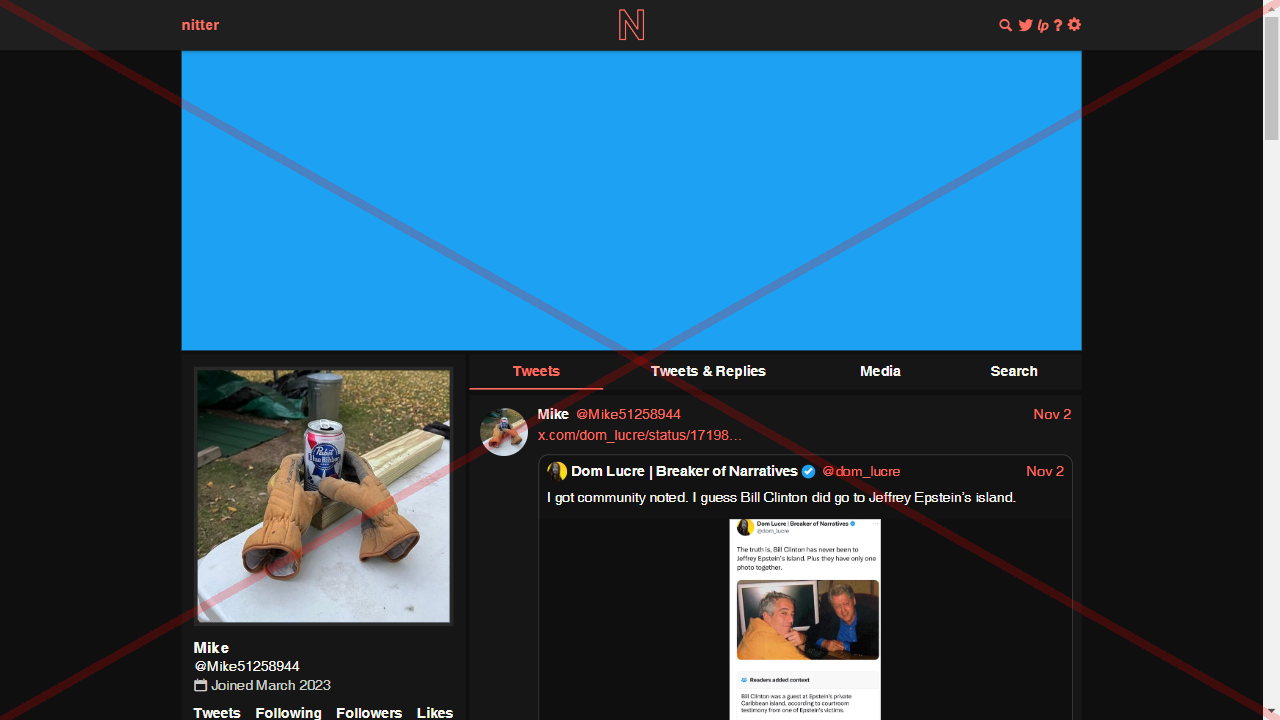 nitter
N
lp ?
Tweets
Tweets & Replies
Media
Search
Mike @Mike51258944 Nov 2
x.com/dom_lucre/status/17198…
Dom Lucre | Breaker of Narratives @dom_lucre Nov 2
I got community noted. I guess Bill Clinton did go to Jeffrey Epstein's island.
Dom Lucre | Breaker of Narratives
@dom_lucre
The truth is, Bill Clinton has never been to
Jeffrey Epstein's Island. Plus they have only one
photo together.
Readers added context
Bill Clinton was a guest at Epstein's private
Caribbean island, according to courtroom
testimony from one of Epstein's victims.
Pabst
Blue Ribbon
Mike
@Mike51258944
Joined March 2023
Tweets Following Followers Likes